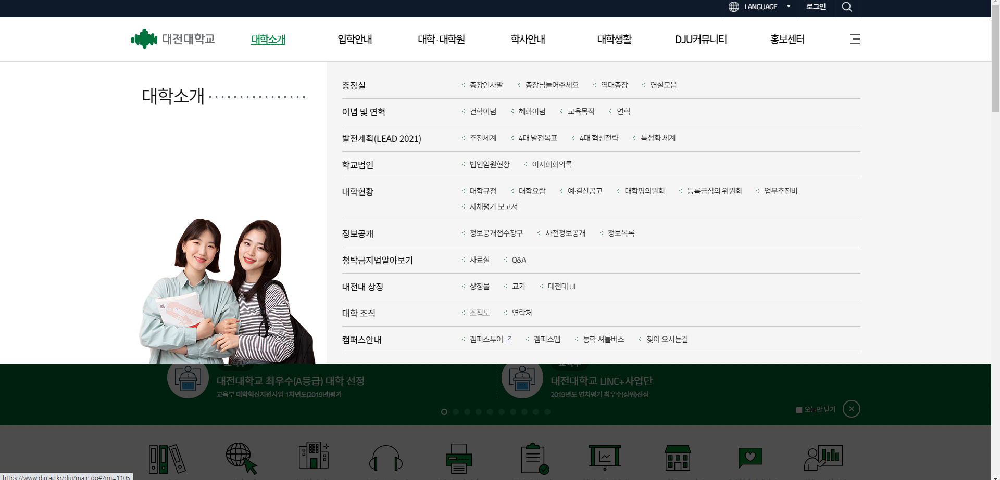 LANGUAGE ▼ 로그인
대전대학교 대학소개 입학안내 대학·대학원 학사안내 대학생활 DJU커뮤니티 홍보센터
대학소개
총장실 총장인사말 총장님들어주세요 역대총장 연설모음
이념 및 연혁 건학이념 혜화이념 교육목적 연혁
발전계획(LEAD 2021) 추진체계 4대 발전목표 4대 혁신전략 특성화 체계
학교법인 법인임원현황 이사회회의록
대학현황 대학규정 대학요람 예·결산공고 대학평의원회 등록금심의 위원회 업무추진비
자체평가 보고서
정보공개 정보공개접수창구 사전정보공개 정보목록
청탁금지법알아보기 자료실 Q&A
대전대 상징 상징물 교가 대전대 UI
대학 조직 조직도 연락처
캠퍼스안내 캠퍼스투어 캠퍼스맵 통학 셔틀버스 찾아 오시는길
교육부 교육부
대전대학교 최우수(A등급) 대학 선정 대전대학교 LINC+사업단
교육부 대학혁신지원사업 1차년도(2019년)평가 2019년도 연차평가 최우수(상위)선정
오늘만 닫기
https://www.dju.ac.kr/dju/main.do#?mi=1105